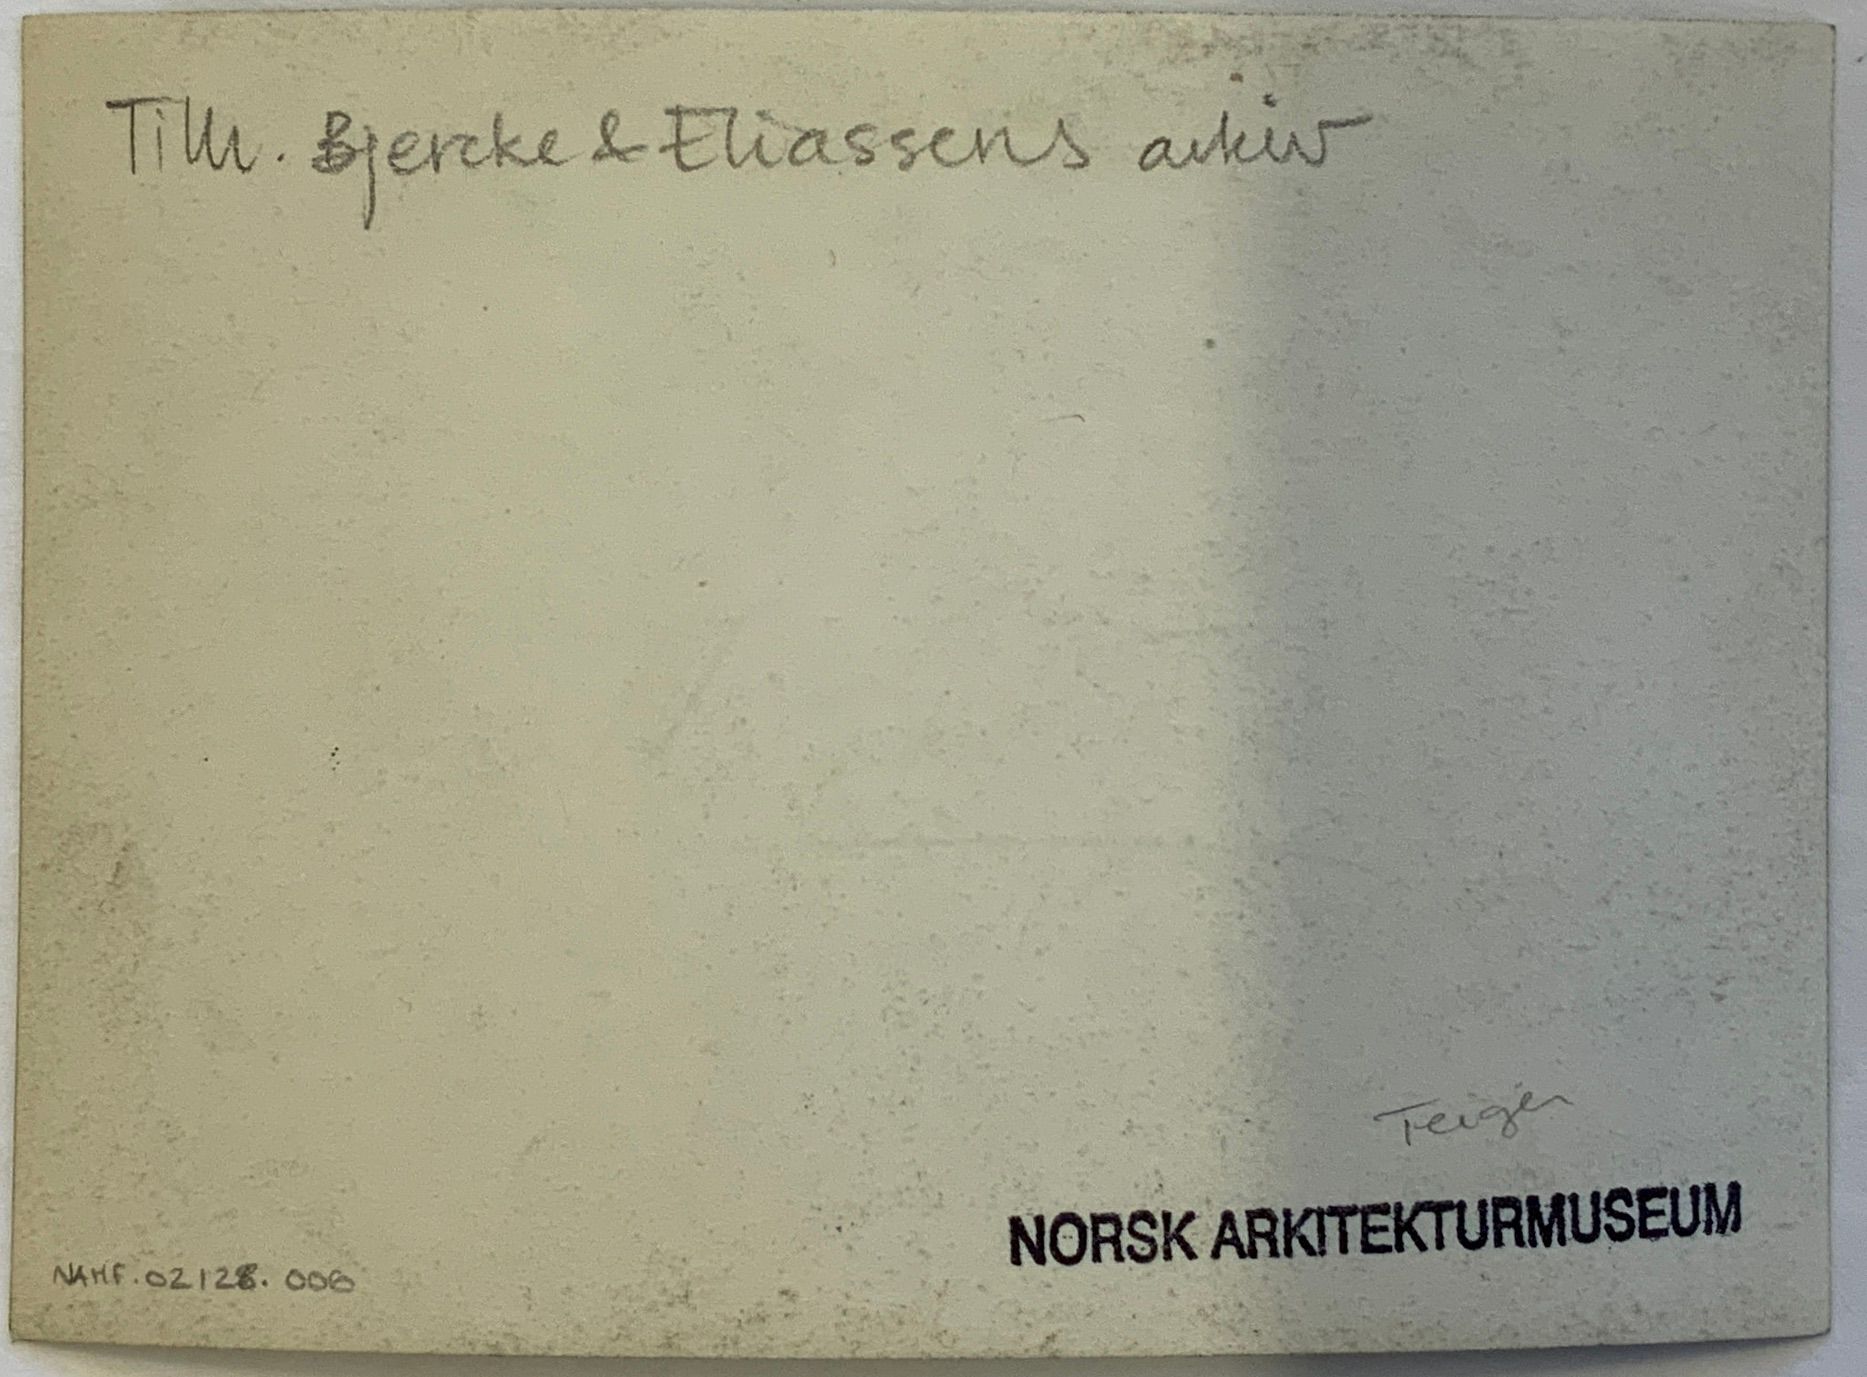 Tilh. Bjercke & Eliassens arkiv
Teigen
NORSK ARKITEKTURMUSEUM
NAMF.02128.006